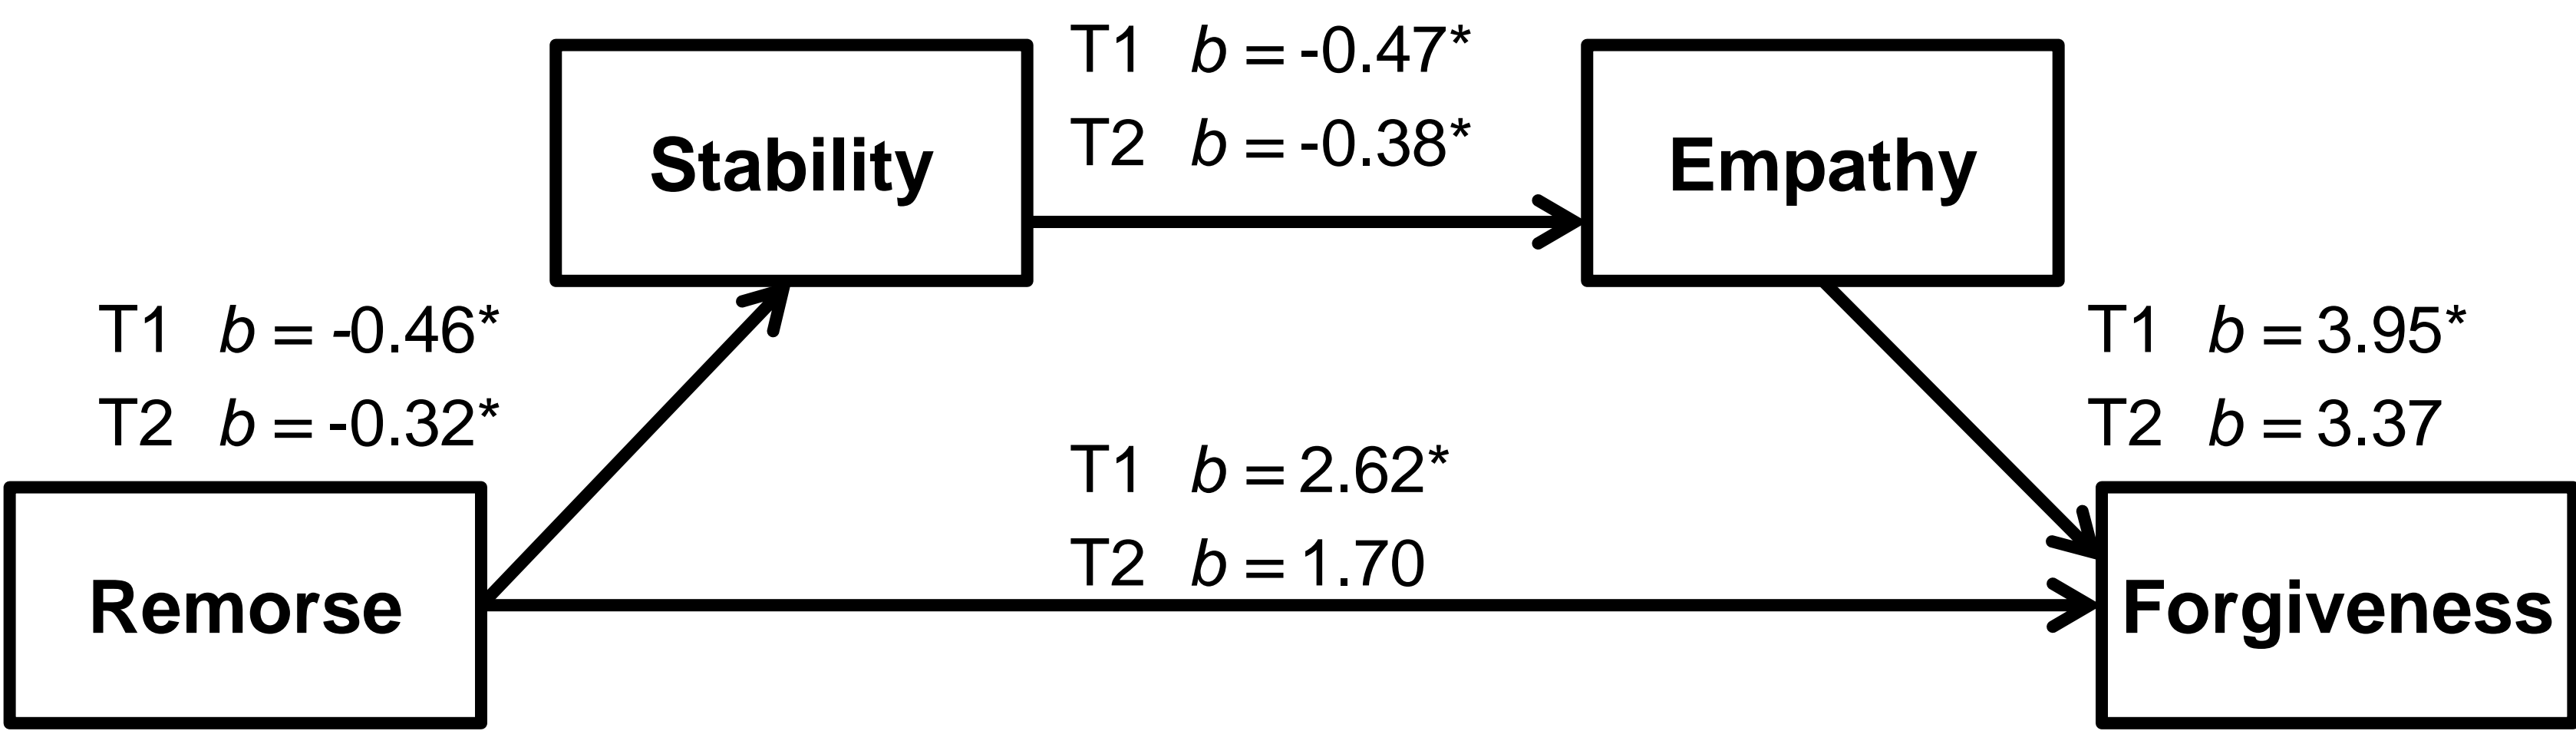 T1 b = -0.47*
T2 b = -0.38*
Stability
Empathy
T1 b = -0.46*
T2 b = -0.32*
T1 b = 3.95*
T2 b = 3.37
T1 b = 2.62*
T2 b = 1.70
Remorse
Forgiveness